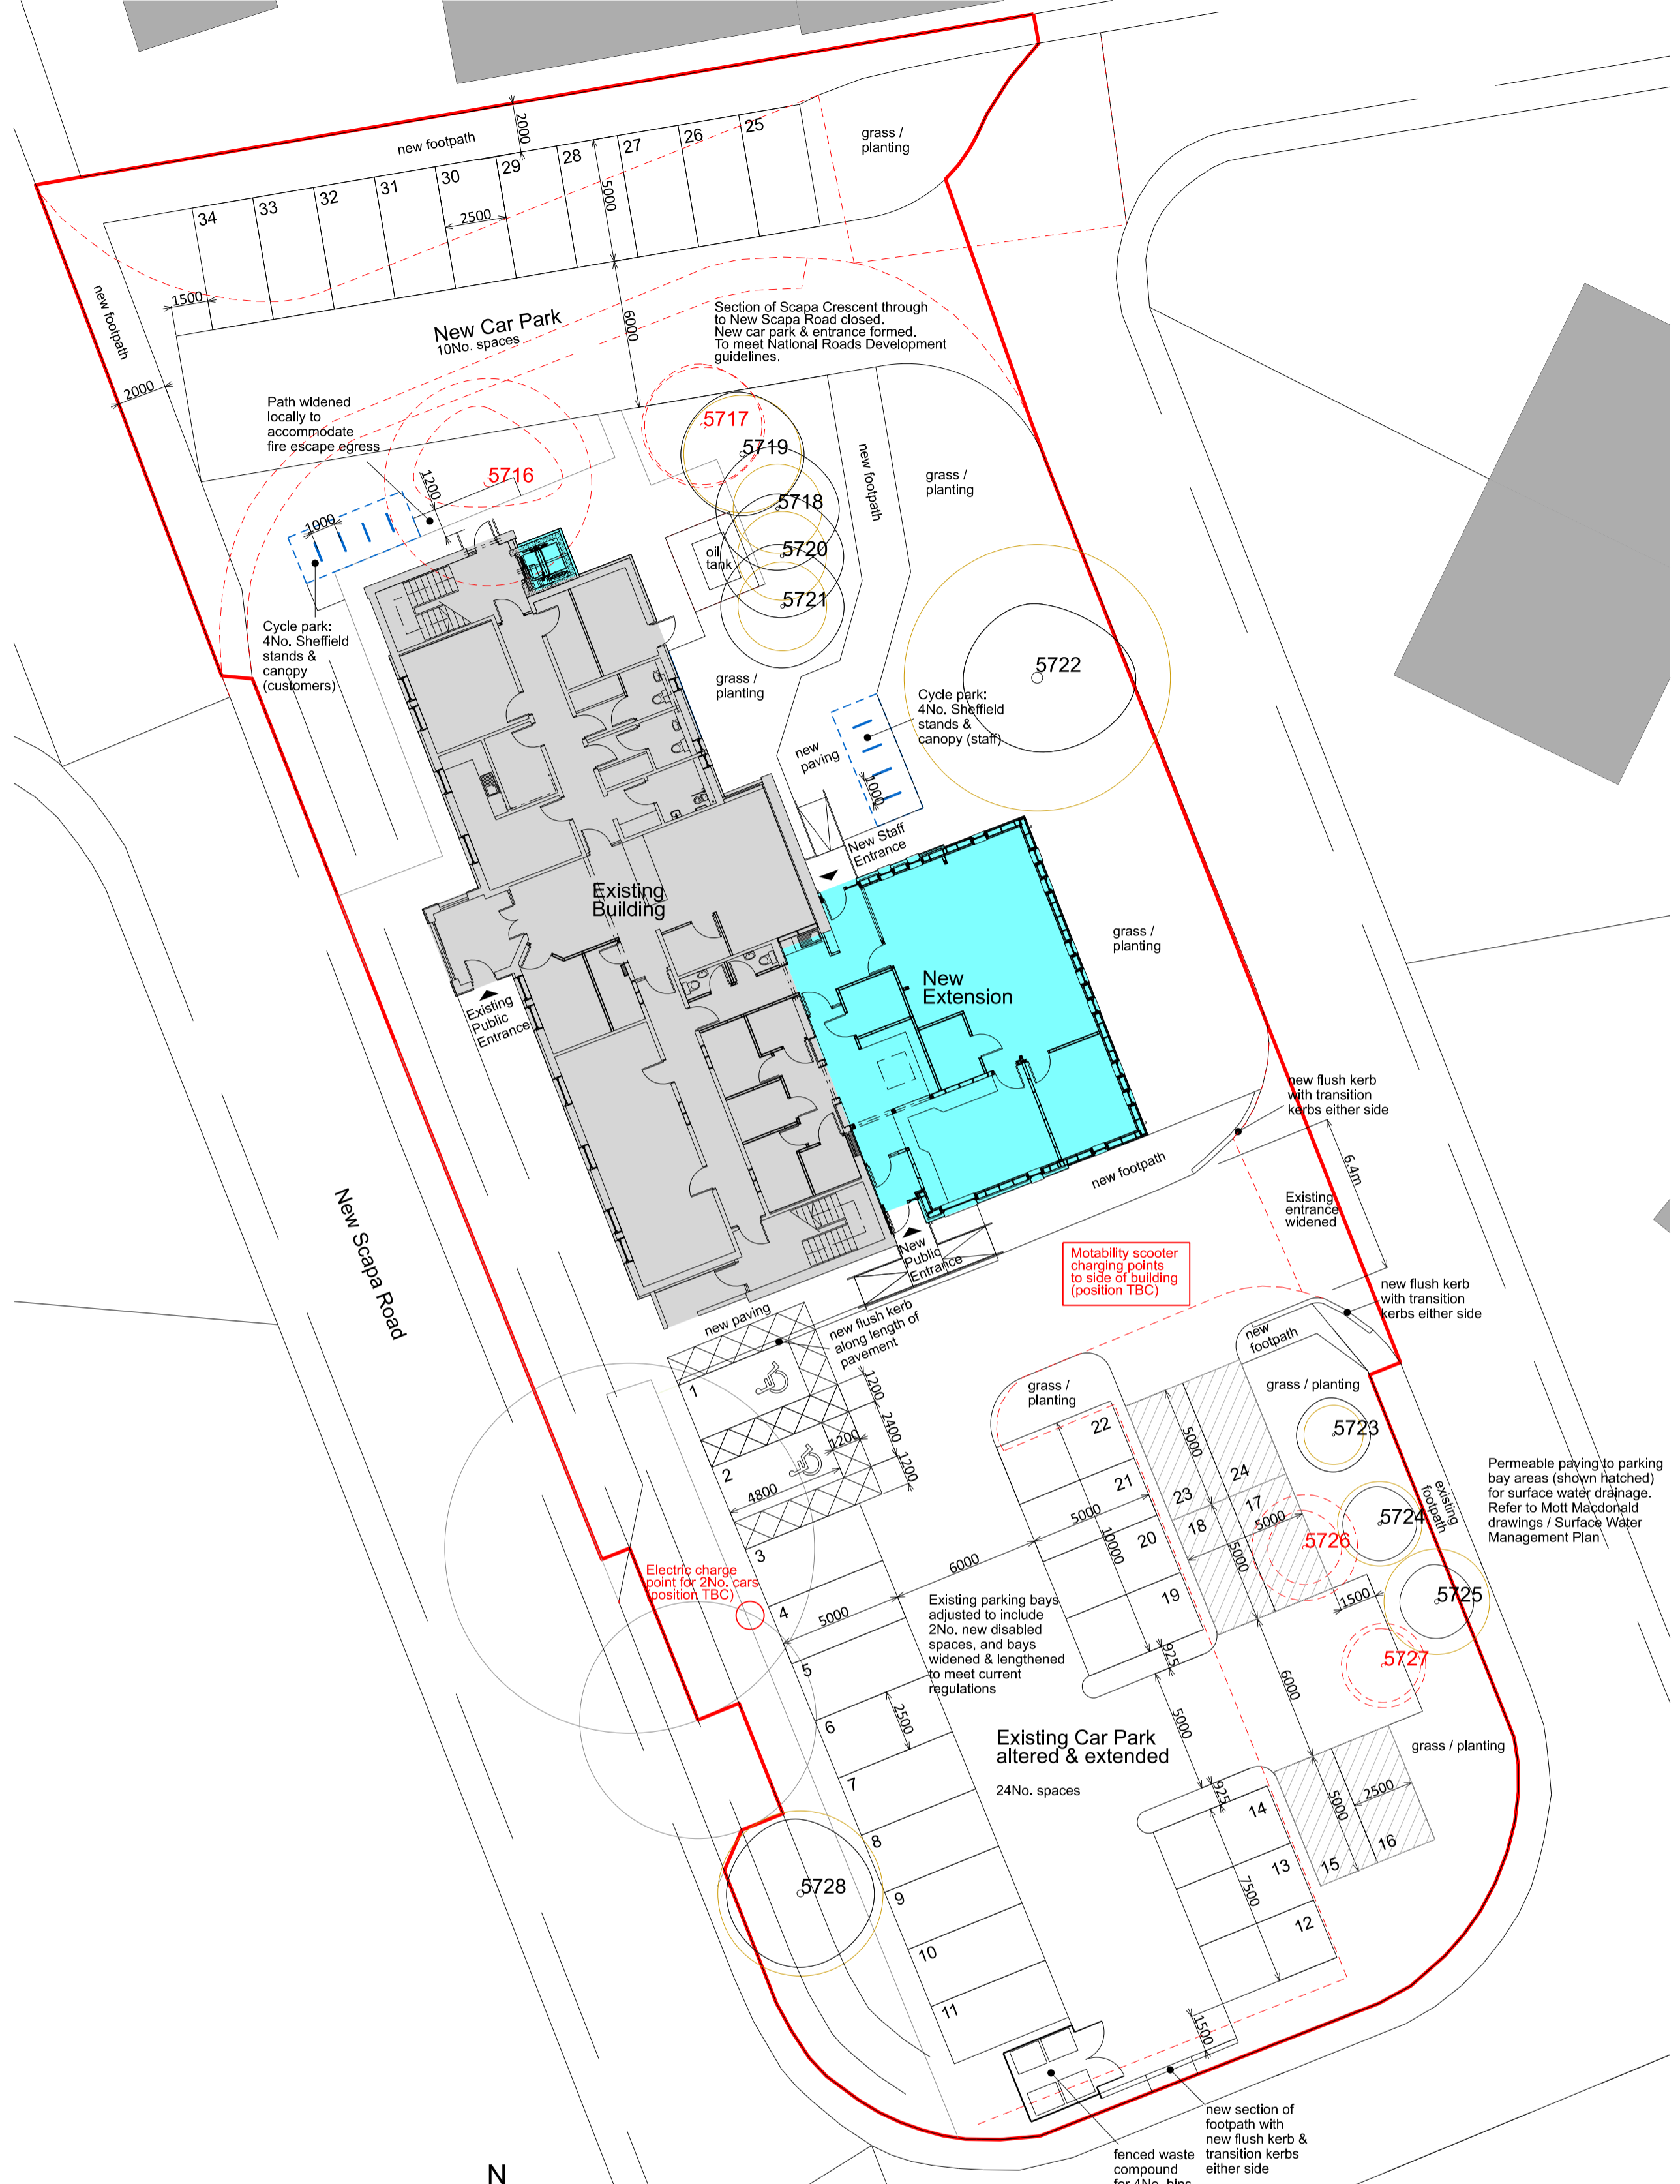 2000
new footpath
25
26
27
28
29
30
31
32
33
34
grass /
planting
5000
2500
1500
new footpath
2000
New Car Park
10No. spaces
6000
Section of Scapa Crescent through
to New Scapa Road closed.
New car park & entrance formed.
To meet National Roads Development
guidelines.
Path widened
locally to
accommodate
fire escape egress
1200
5716
5717
5719
5718
5720
5721
oil
tank
new footpath
grass /
planting
1000
Cycle park:
4No. Sheffield
stands &
canopy
(customers)
grass /
planting
5722
Cycle park:
4No. Sheffield
stands &
canopy (staff)
new
paving
1000
New Staff
Entrance
Existing
Building
New
Extension
grass /
planting
Existing
Public
Entrance
new flush kerb
with transition
kerbs either side
6.4m
new footpath
Existing
entrance
widened
New Scapa Road
New
Public
Entrance
Motability scooter
charging points
to side of building
(position TBC)
new flush kerb
with transition
kerbs either side
new paving
new flush kerb
along length of
pavement
new
footpath
1
1200
2400
1200
1200
2
4800
3
grass /
planting
grass / planting
22
21
20
19
5000
10000
5000
23
24
17
18
5000
5000
5723
5724
5725
5726
5727
existing
footpath
Permeable paving to parking
bay areas (shown hatched)
for surface water drainage.
Refer to Mott Macdonald
drawings / Surface Water
Management Plan
Electric charge
point for 2No. cars
(position TBC)
4
5000
6000
5
Existing parking bays
adjusted to include
2No. new disabled
spaces, and bays
widened & lengthened
to meet current
regulations
925
1500
6000
6
2500
5000
7
Existing Car Park
altered & extended
24No. spaces
grass / planting
925
5000
2500
8
14
13
12
15
16
7500
5728
9
10
11
1500
new section of
footpath with
new flush kerb &
transition kerbs
either side
fenced waste
compound
for 4No. bins
N